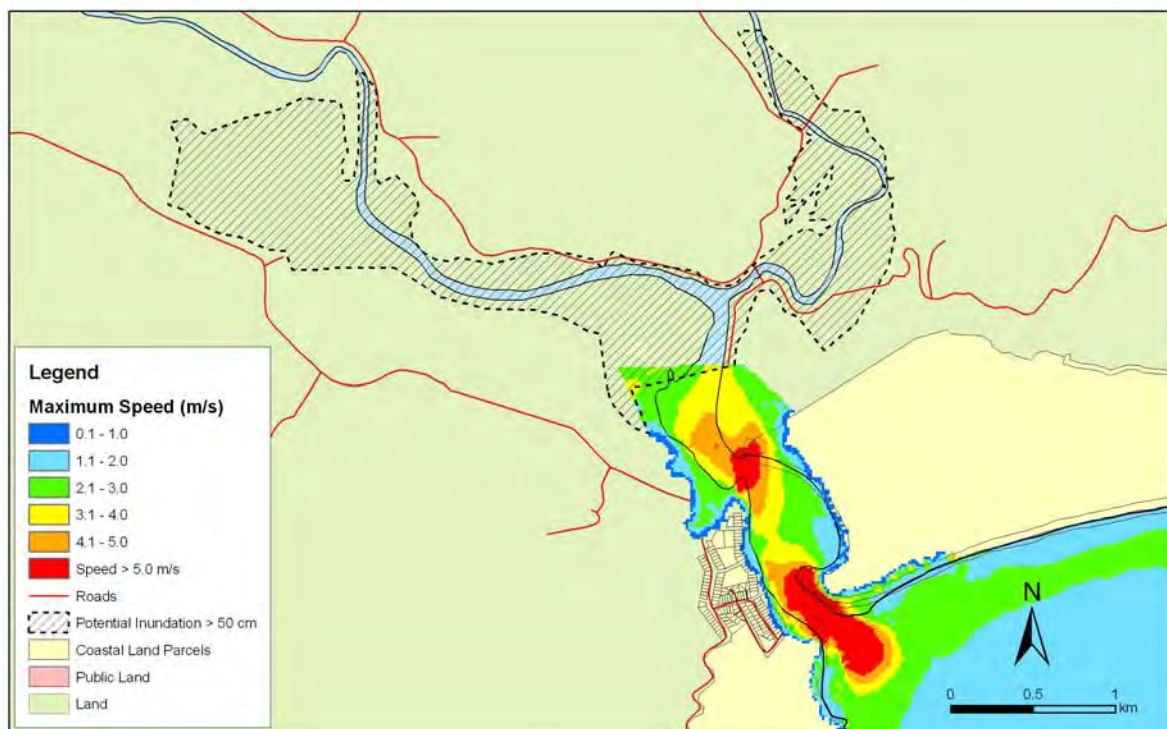 Legend
Maximum Speed (m/s)
0.1 - 1.0
1.1 - 2.0
2.1 - 3.0
3.1 - 4.0
4.1 - 5.0
Speed > 5.0 m/s
Roads
Potential Inundation > 50 cm
Coastal Land Parcels
Public Land
Land
N
0 0.5 1
km